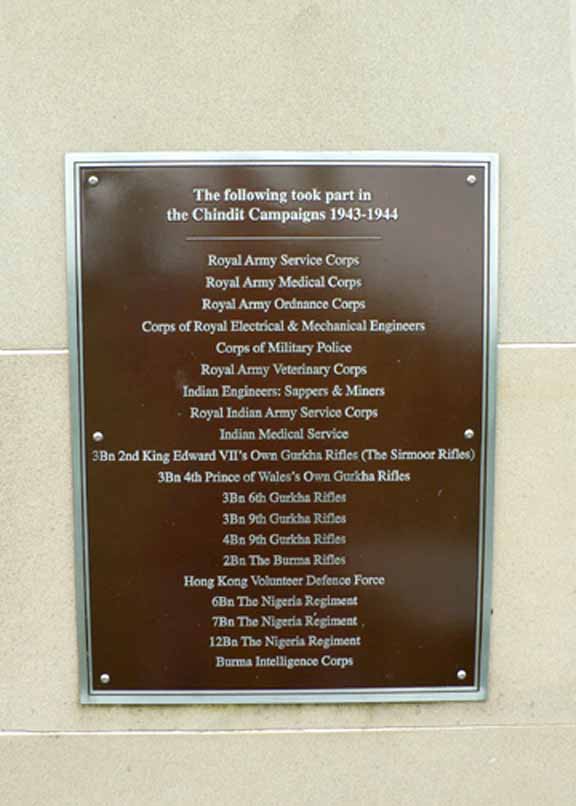 The following took part in
the Chindit Campaigns 1943-1944
Royal Army Service Corps
Royal Army Medical Corps
Royal Army Ordnance Corps
Corps of Royal Electrical & Mechanical Engineers
Corps of Military Police
Royal Army Veterinary Corps
Indian Engineers: Sappers & Miners
Royal Indian Army Service Corps
Indian Medical Service
3Bn 2nd King Edward VII's Own Gurkha Rifles (The Sirmoor Rifles)
3Bn 4th Prince of Wales's Own Gurkha Rifles
3Bn 6th Gurkha Rifles
3Bn 9th Gurkha Rifles
4Bn 9th Gurkha Rifles
2Bn The Burma Rifles
Hong Kong Volunteer Defence Force
6Bn The Nigeria Regiment
7Bn The Nigeria Regiment
12Bn The Nigeria Regiment
Burma Intelligence Corps